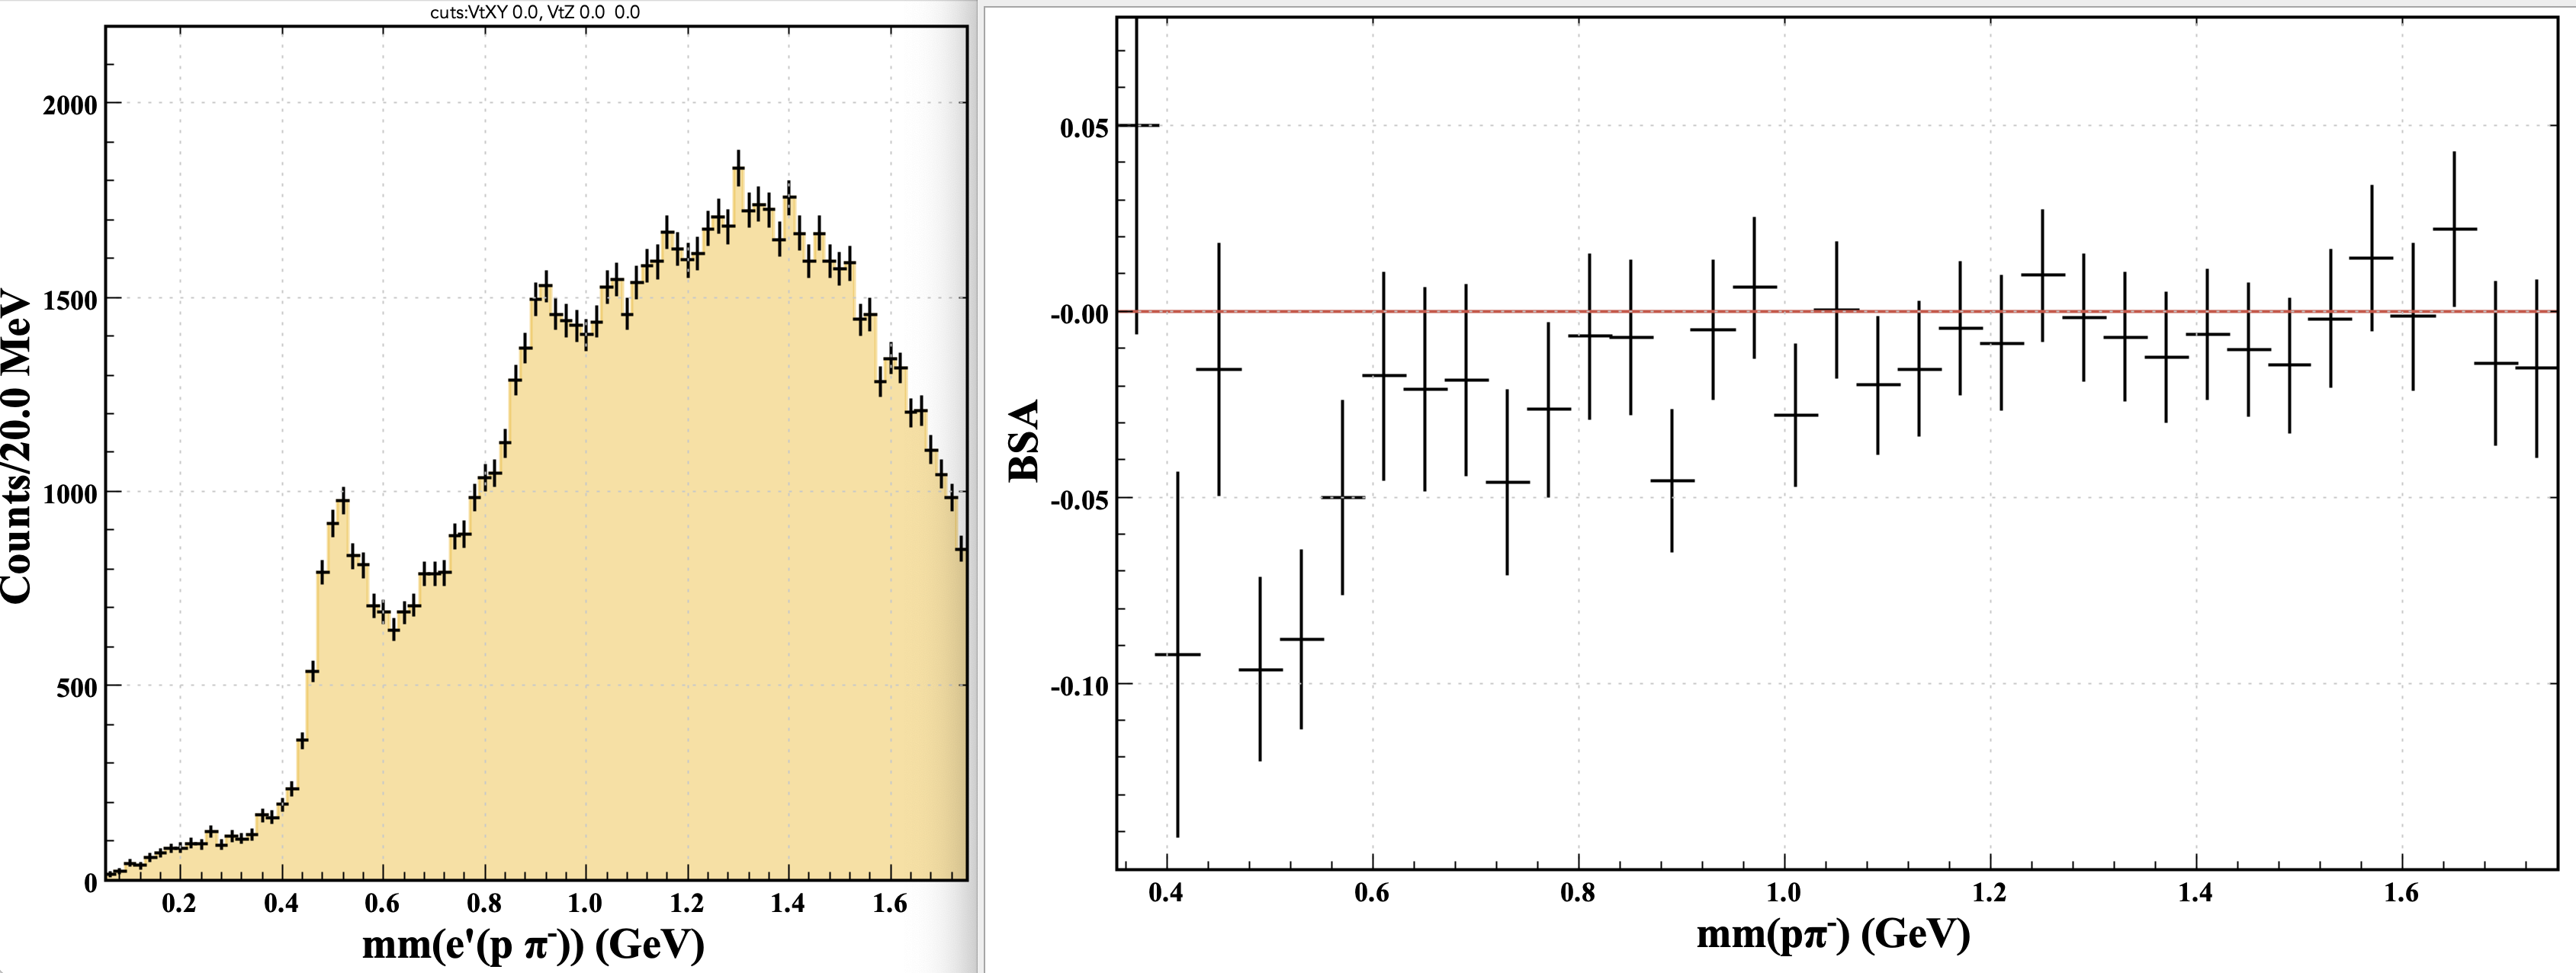 cuts:VtXY 0.0, VtZ 0.0 0.0
Counts/20.0 MeV
2000
1500
1000
500
0
0.2 0.4 0.6 0.8 1.0 1.2 1.4 1.6
mm(e'(p π⁻)) (GeV)
BSA
0.05
-0.00
-0.05
-0.10
0.4 0.6 0.8 1.0 1.2 1.4 1.6
mm(pπ⁻) (GeV)